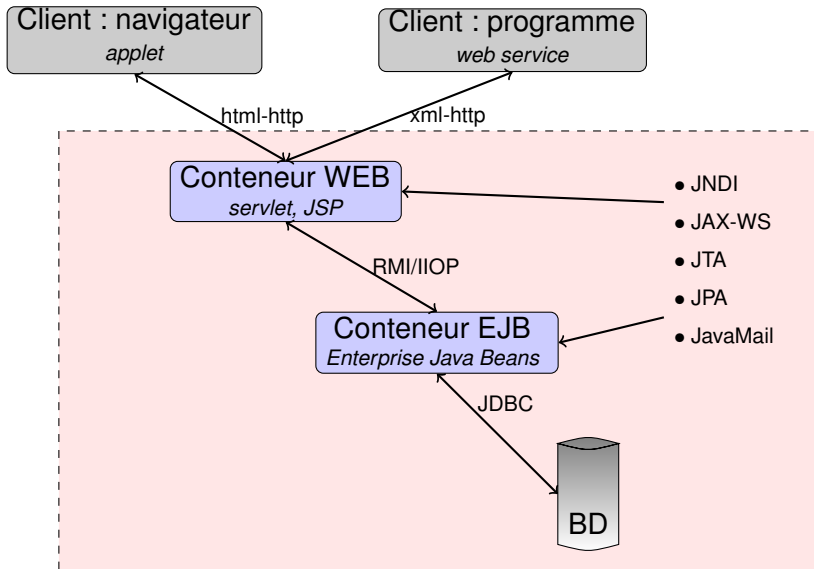 Client : navigateur
applet
Client : programme
web service
html-http
xml-http
Conteneur WEB
servlet, JSP
• JNDI
• JAX-WS
• JTA
• JPA
• JavaMail
RMI/IIOP
Conteneur EJB
Enterprise Java Beans
JDBC
BD